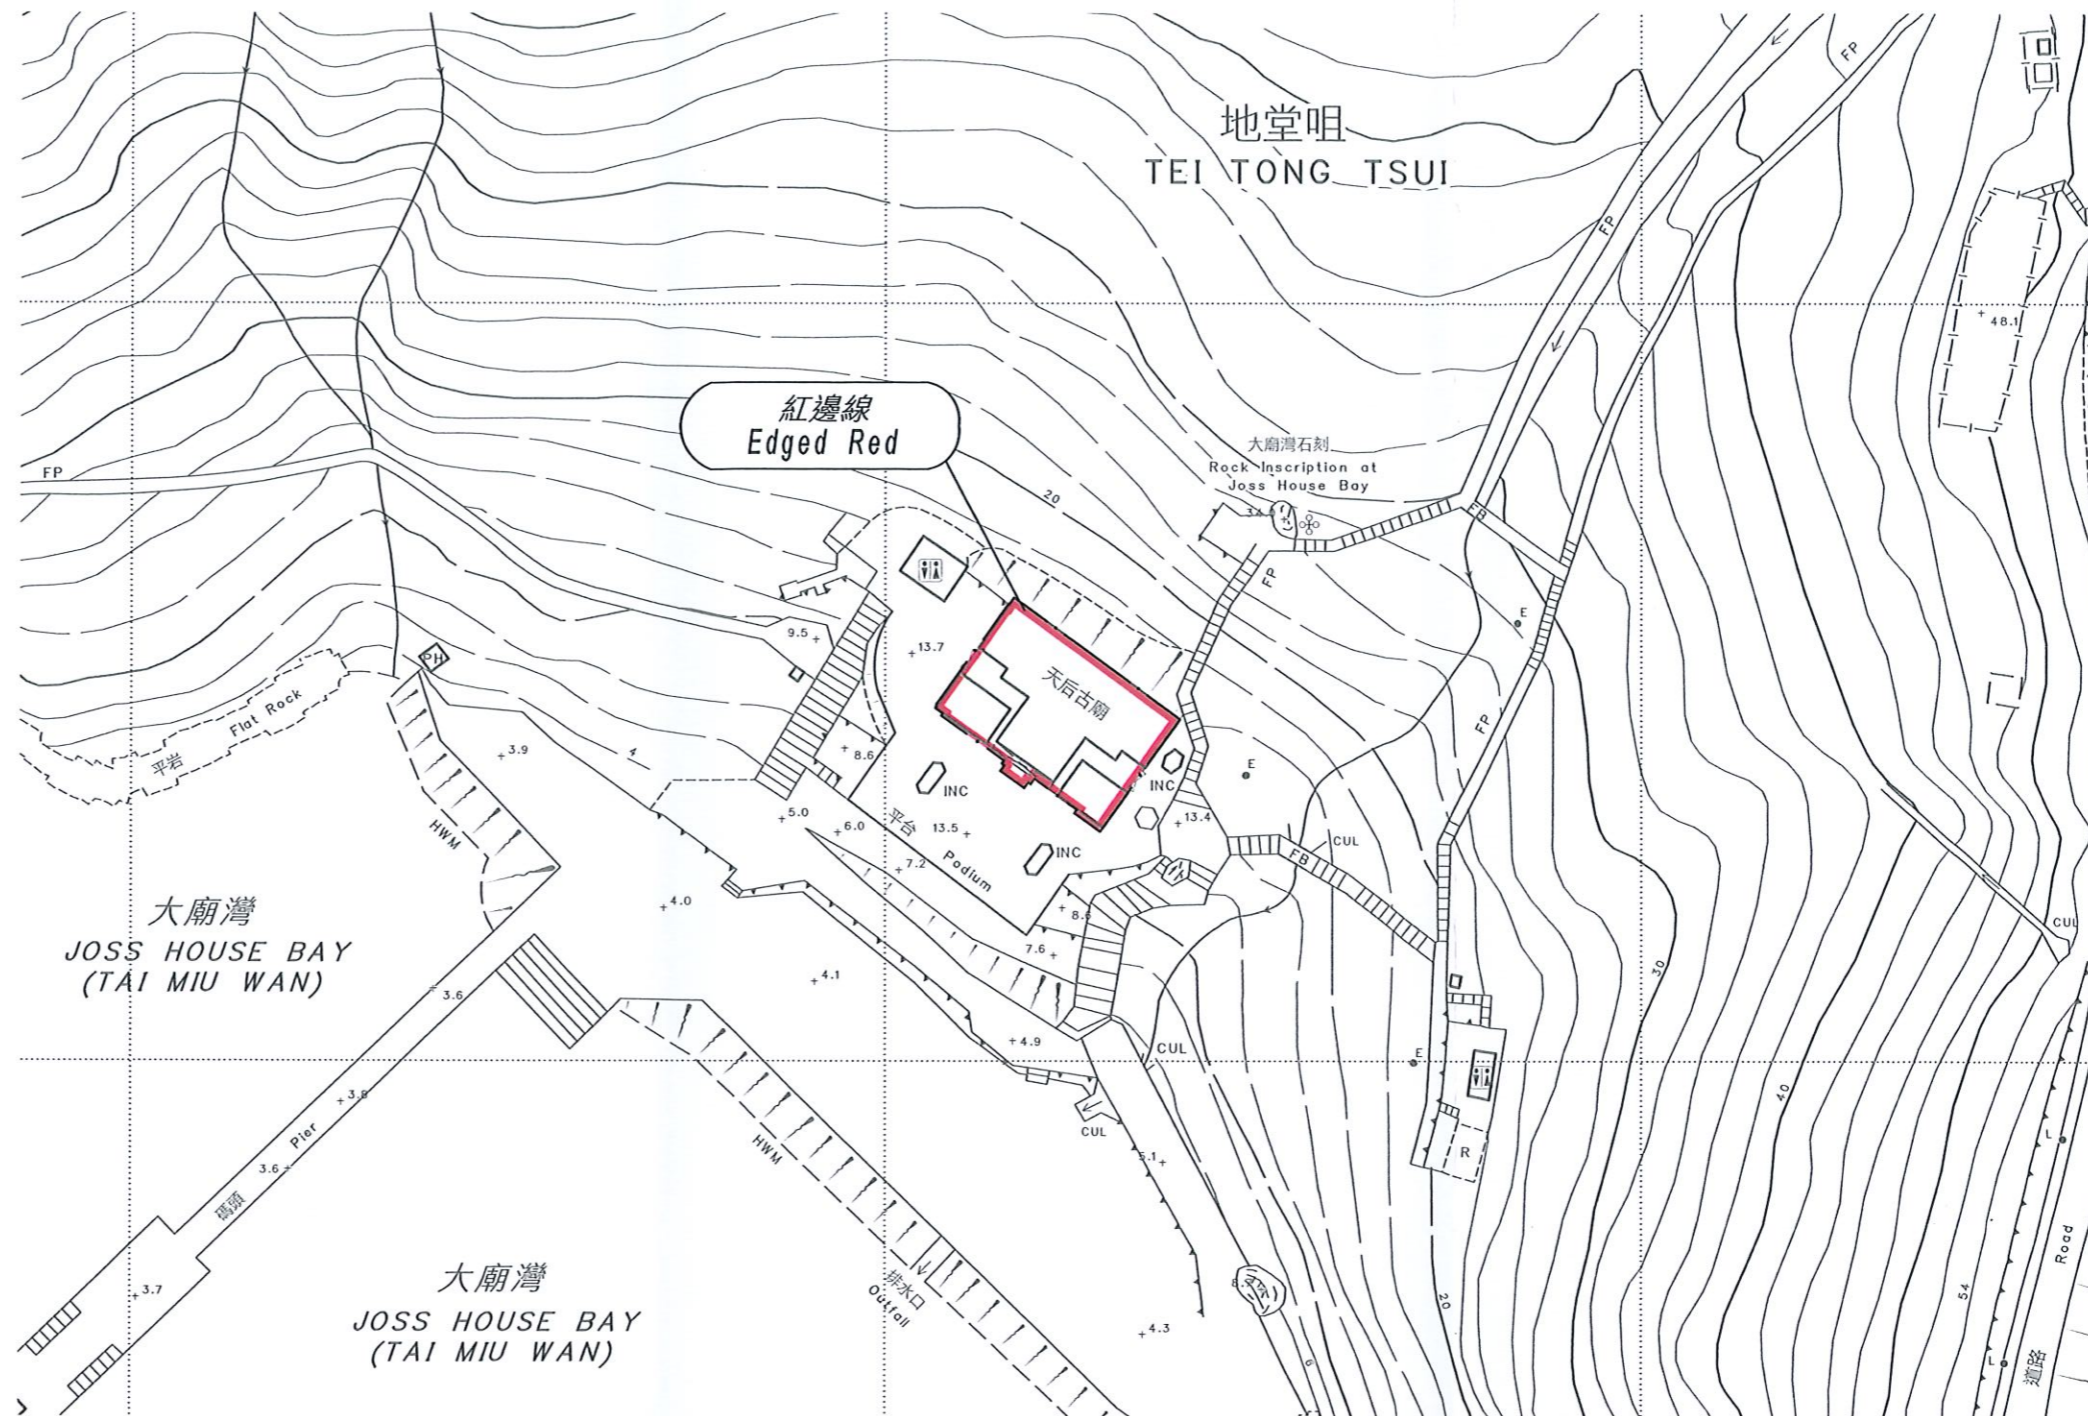 FP
地堂咀
TEI TONG TSUI
FP
48.1
紅邊線
Edged Red
大廟灣石刻
Rock Inscription at
Joss House Bay
FP
20
FB
FP
E
9.5
13.7
天后古廟
PH
平岩
Flat Rock
FP
3.9
4
8.6
E
INC
INC
5.0
6.0
平台
Podium
13.5
13.4
HWM
7.2
INC
FB
CUL
大廟灣
JOSS HOUSE BAY
(TAI MIU WAN)
4.0
7.6
CUL
4.1
3.6
30
4.9
CUL
E
3.8
40
CUL
碼頭
Pier
3.6
HWM
5.1
R
L
3.7
大廟灣
JOSS HOUSE BAY
(TAI MIU WAN)
排水口
Outfall
20
54
道路
Road
4.3
6
L